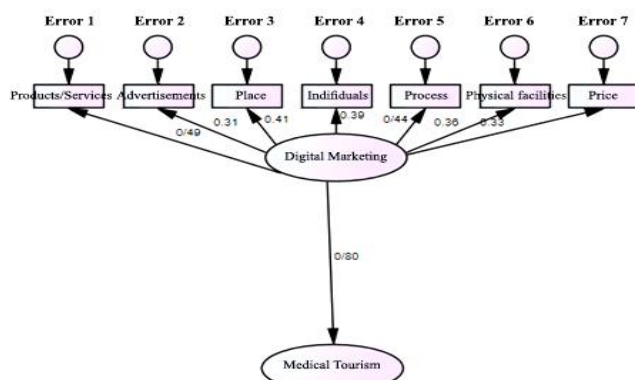 Error 1 Error 2 Error 3 Error 4 Error 5 Error 6 Error 7
Products/Services Advertisements Place Indifiduals Process Physical facilities Price
0/49 0.31 0.41 0.39 0/44 0.36 0.33
Digital Marketing
0/80
Medical Tourism